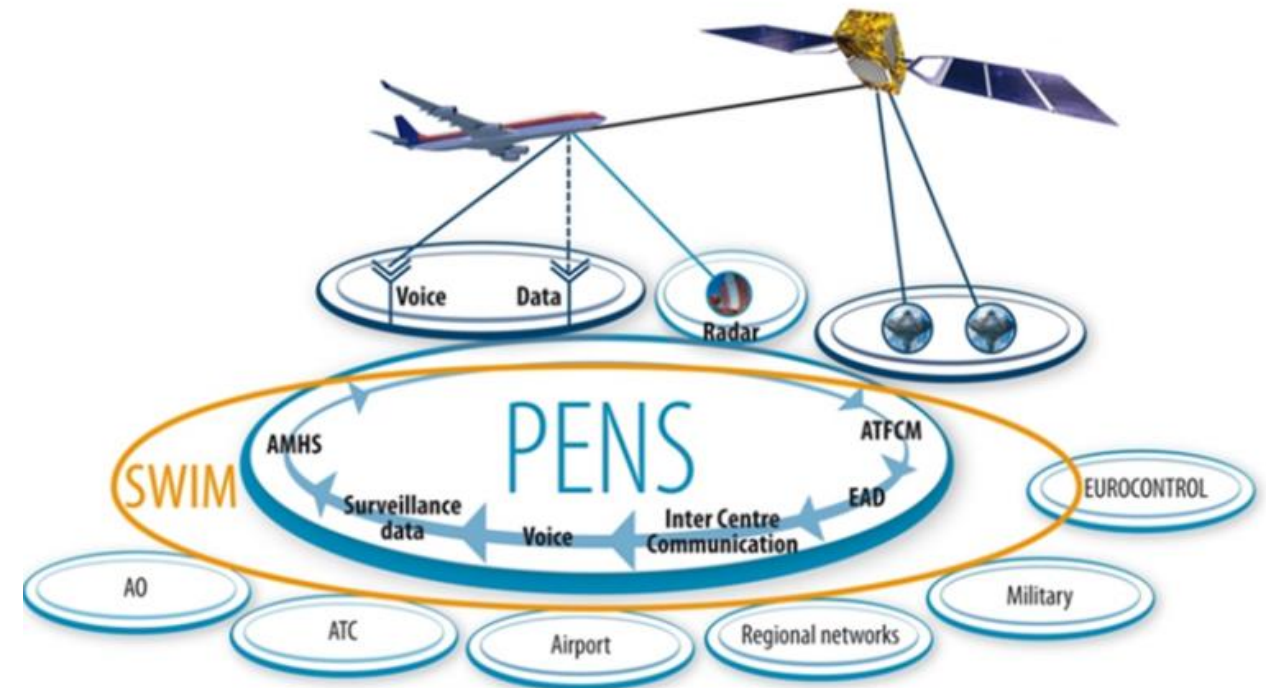 Voice
Data
Radar
PENS
AMHS
ATFCM
SWIM
EAD
EUROCONTROL
Surveillance
data
Voice
Inter Centre
Communication
AO
ATC
Airport
Regional networks
Military